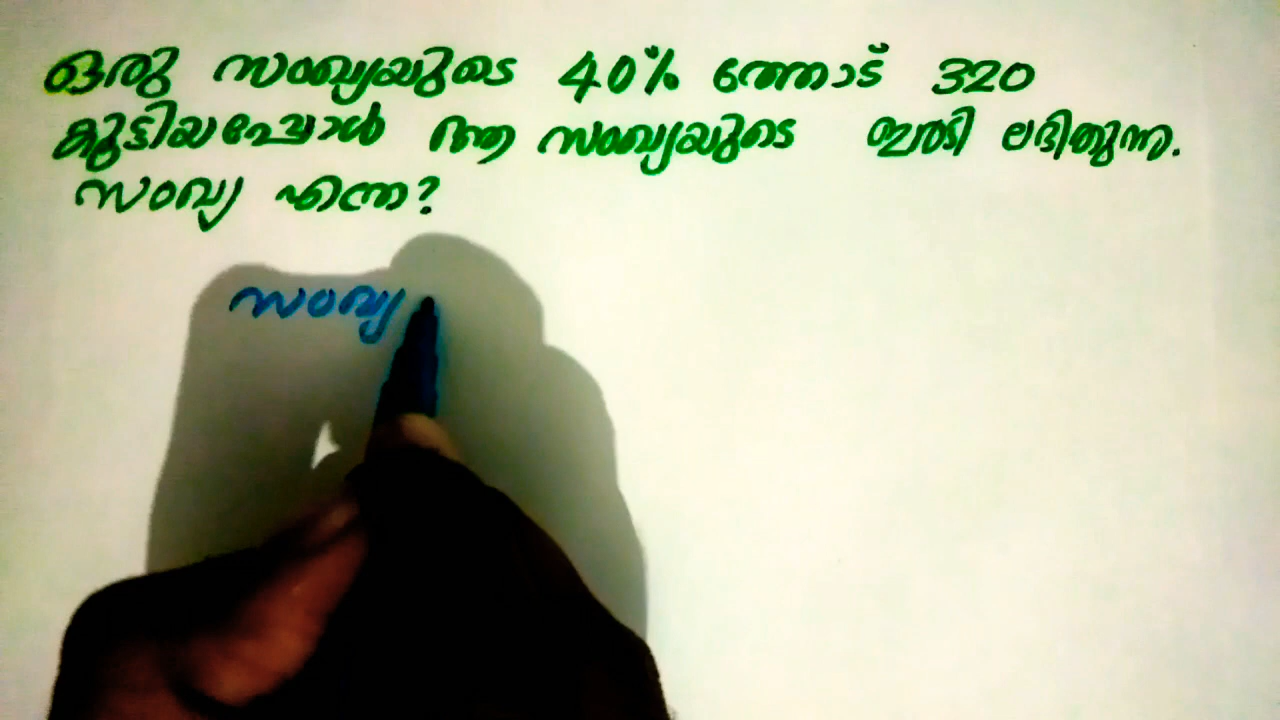 ഒരു സംഖ്യയുടെ 40% ത്തോട് 320
കൂട്ടിയപ്പോൾ ആ സംഖ്യയുടെ ഇരട്ടി ലഭിക്കുന്നു.
സംഖ്യ എന്ത?
സംഖ്യ